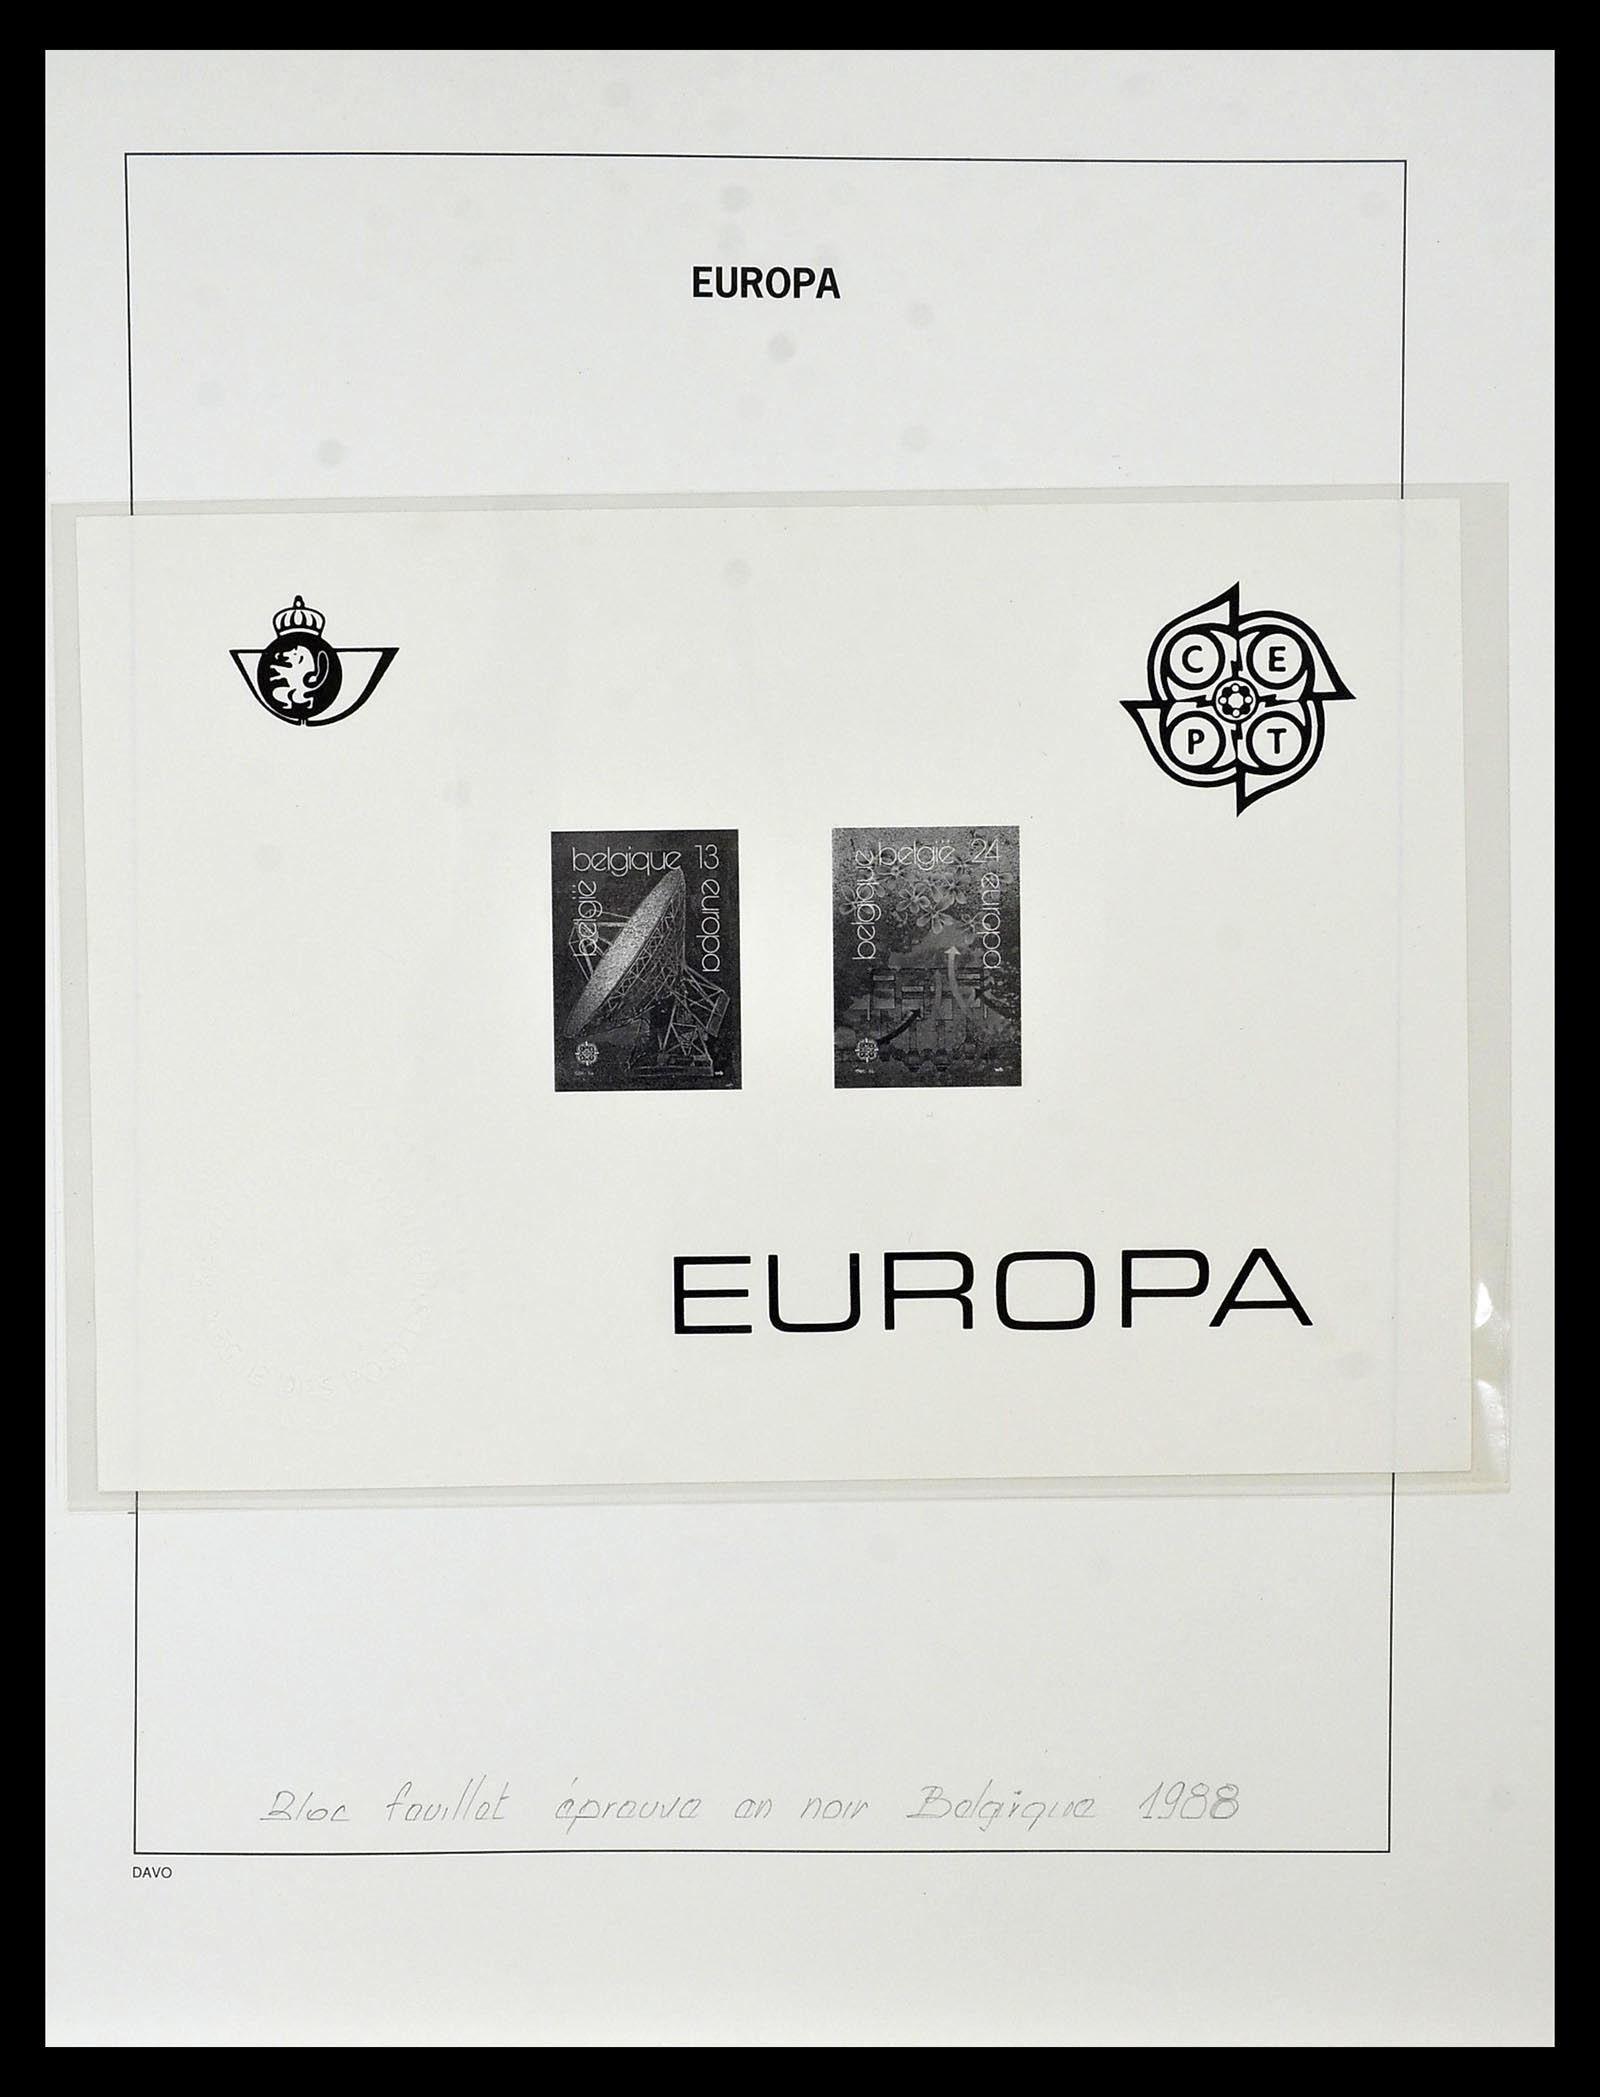 EUROPA
C E
P T
belgique 13
belgië
europa
belgië 24
belgique
europa
EUROPA
Bloc feuillet épreuve en noir Belgique 1988
DAVO